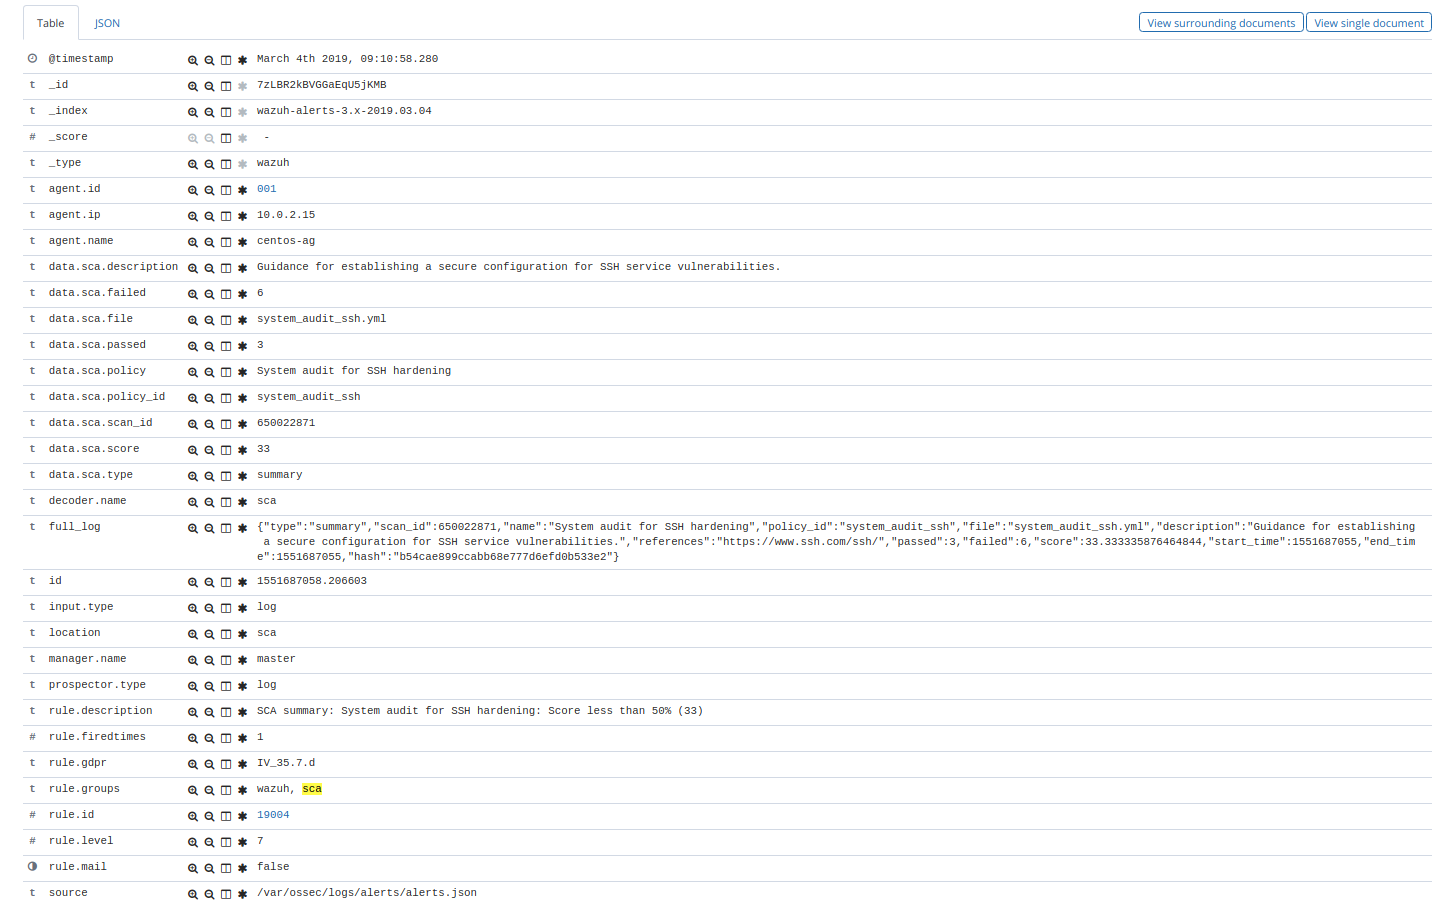 Table JSON View surrounding documents View single document
@timestamp March 4th 2019, 09:10:58.280
t _id 7zLBR2kBVGGaEqU5jKMB
t _index wazuh-alerts-3.x-2019.03.04
# _score -
t _type wazuh
t agent.id 001
t agent.ip 10.0.2.15
t agent.name centos-ag
t data.sca.description Guidance for establishing a secure configuration for SSH service vulnerabilities.
t data.sca.failed 6
t data.sca.file system_audit_ssh.yml
t data.sca.passed 3
t data.sca.policy System audit for SSH hardening
t data.sca.policy_id system_audit_ssh
t data.sca.scan_id 650022871
t data.sca.score 33
t data.sca.type summary
t decoder.name sca
t full_log {"type":"summary","scan_id":650022871,"name":"System audit for SSH hardening","policy_id":"system_audit_ssh","file":"system_audit_ssh.yml","description":"Guidance for establishing
a secure configuration for SSH service vulnerabilities.","references":"https://www.ssh.com/ssh/","passed":3,"failed":6,"score":33.333335876464844,"start_time":1551687055,"end_tim
e":1551687055,"hash":"b54cae899ccabb68e777d6efd0b533e2"}
t id 1551687058.206603
t input.type log
t location sca
t manager.name master
t prospector.type log
t rule.description SCA summary: System audit for SSH hardening: Score less than 50% (33)
# rule.firedtimes 1
t rule.gdpr IV_35.7.d
t rule.groups wazuh, sca
# rule.id 19004
# rule.level 7
rule.mail false
t source /var/ossec/logs/alerts/alerts.json